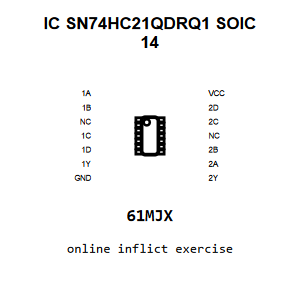 IC SN74HC21QDRQ1 SOIC
14
1A VCC
1B 2D
NC 2C
1C NC
1D 2B
1Y 2A
GND 2Y
61MJX
online inflict exercise